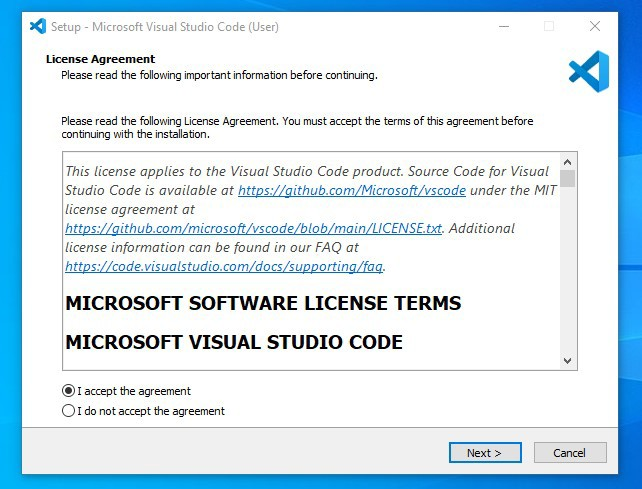 Setup - Microsoft Visual Studio Code (User)
License Agreement
Please read the following important information before continuing.
Please read the following License Agreement. You must accept the terms of this agreement before
continuing with the installation.
This license applies to the Visual Studio Code product. Source Code for Visual
Studio Code is available at https://github.com/Microsoft/vscode under the MIT
license agreement at
https://github.com/microsoft/vscode/blob/main/LICENSE.txt. Additional
license information can be found in our FAQ at
https://code.visualstudio.com/docs/supporting/faq.
MICROSOFT SOFTWARE LICENSE TERMS
MICROSOFT VISUAL STUDIO CODE
I accept the agreement
I do not accept the agreement
Next >
Cancel